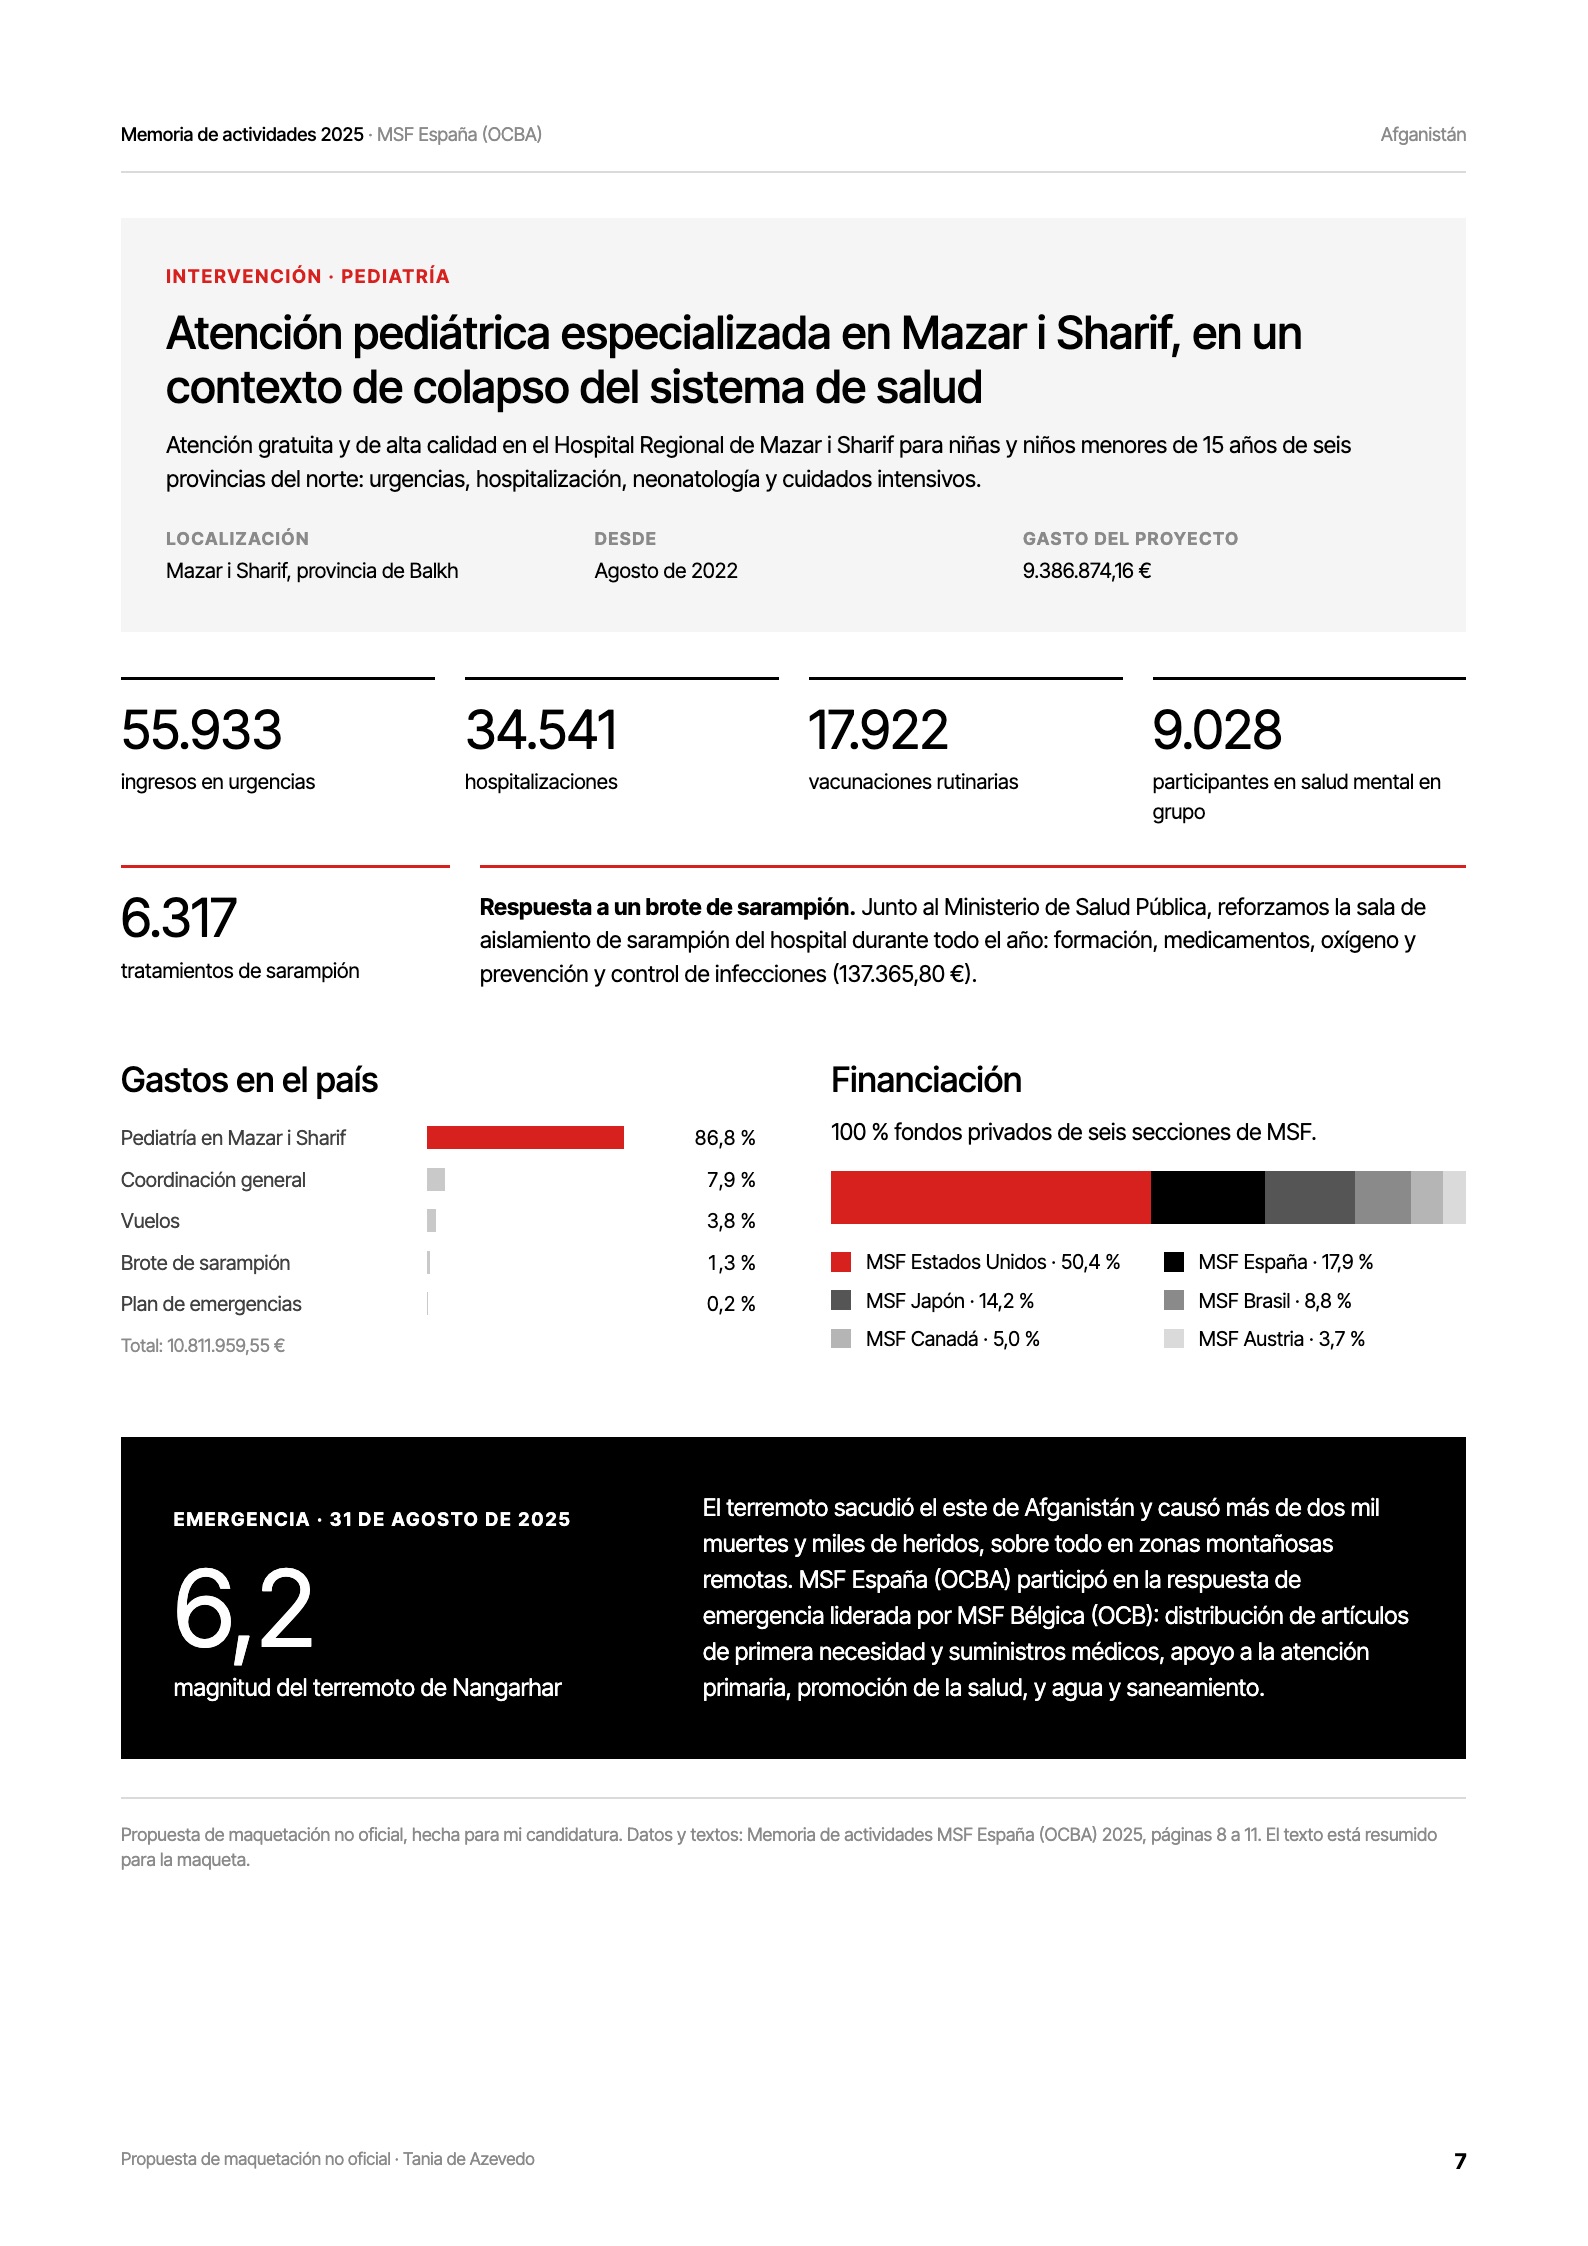 Memoria de actividades 2025 · MSF España (OCBA)
Afganistán
INTERVENCIÓN · PEDIATRÍA
Atención pediátrica especializada en Mazar i Sharif, en un
contexto de colapso del sistema de salud
Atención gratuita y de alta calidad en el Hospital Regional de Mazar i Sharif para niñas y niños menores de 15 años de seis
provincias del norte: urgencias, hospitalización, neonatología y cuidados intensivos.
LOCALIZACIÓN
Mazar i Sharif, provincia de Balkh
DESDE
Agosto de 2022
GASTO DEL PROYECTO
9.386.874,16 €
55.933
ingresos en urgencias
34.541
hospitalizaciones
17.922
vacunaciones rutinarias
9.028
participantes en salud mental en
grupo
6.317
tratamientos de sarampión
Respuesta a un brote de sarampión. Junto al Ministerio de Salud Pública, reforzamos la sala de
aislamiento de sarampión del hospital durante todo el año: formación, medicamentos, oxígeno y
prevención y control de infecciones (137.365,80 €).
Gastos en el país
Pediatría en Mazar i Sharif 86,8 %
Coordinación general 7,9 %
Vuelos 3,8 %
Brote de sarampión 1,3 %
Plan de emergencias 0,2 %
Total: 10.811.959,55 €
Financiación
100 % fondos privados de seis secciones de MSF.
MSF Estados Unidos · 50,4 %
MSF España · 17,9 %
MSF Japón · 14,2 %
MSF Brasil · 8,8 %
MSF Canadá · 5,0 %
MSF Austria · 3,7 %
EMERGENCIA · 31 DE AGOSTO DE 2025
6,2
magnitud del terremoto de Nangarhar
El terremoto sacudió el este de Afganistán y causó más de dos mil
muertes y miles de heridos, sobre todo en zonas montañosas
remotas. MSF España (OCBA) participó en la respuesta de
emergencia liderada por MSF Bélgica (OCB): distribución de artículos
de primera necesidad y suministros médicos, apoyo a la atención
primaria, promoción de la salud, y agua y saneamiento.
Propuesta de maquetación no oficial, hecha para mi candidatura. Datos y textos: Memoria de actividades MSF España (OCBA) 2025, páginas 8 a 11. El texto está resumido
para la maqueta.
Propuesta de maquetación no oficial · Tania de Azevedo
7